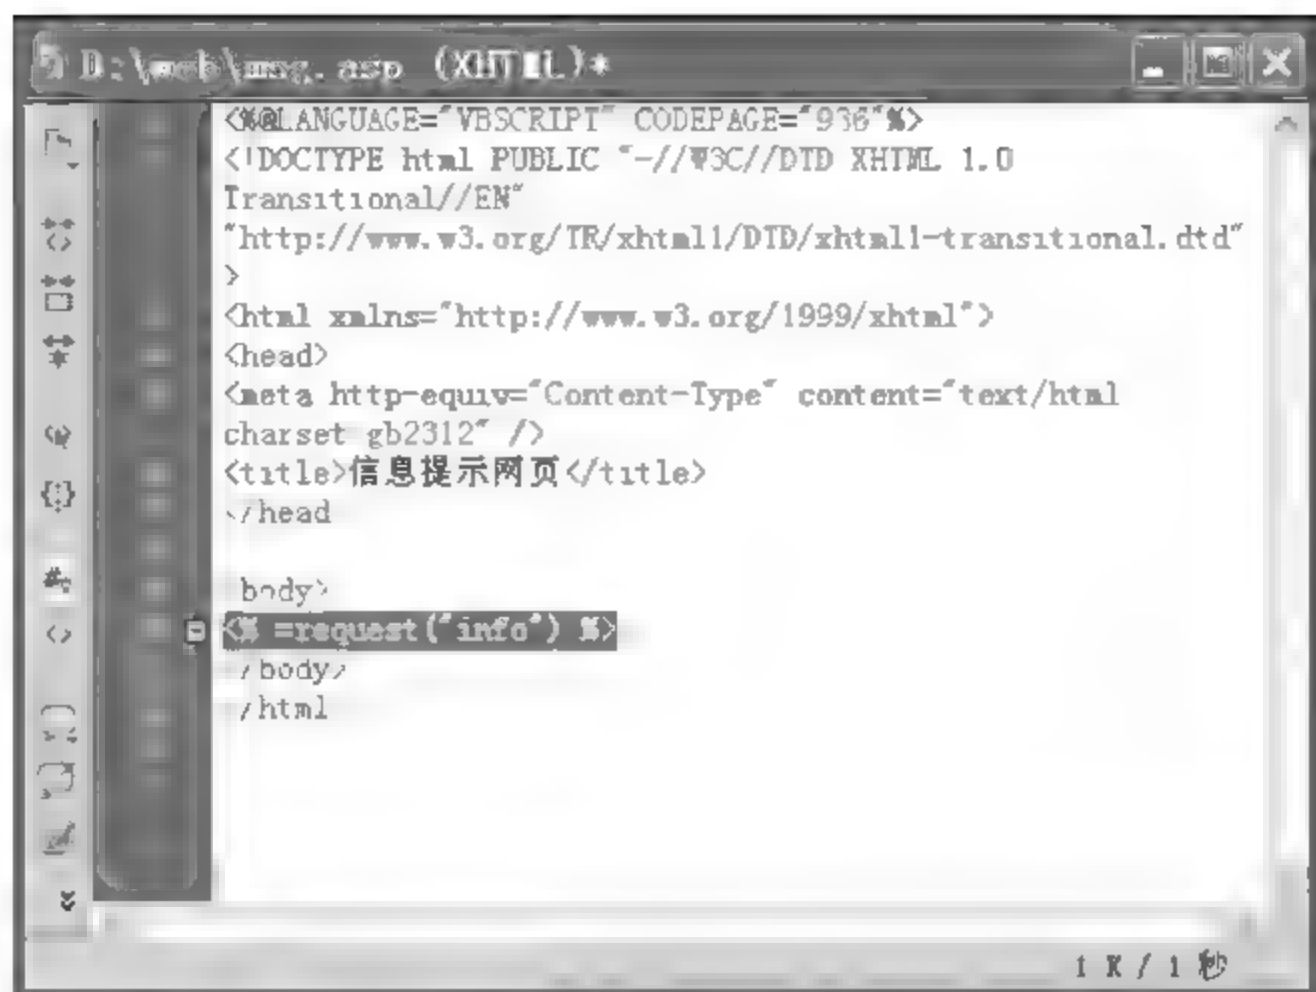 D:\web\msg.asp (XHTML)*
<%@LANGUAGE="VBSCRIPT" CODEPAGE="936"%>
<!DOCTYPE html PUBLIC "-//W3C//DTD XHTML 1.0
Transitional//EN"
"http://www.w3.org/TR/xhtml1/DTD/xhtml1-transitional.dtd"
>
<html xmlns="http://www.w3.org/1999/xhtml">
<head>
<meta http-equiv="Content-Type" content="text/html
charset gb2312" />
<title>信息提示网页</title>
</head
body>
<% =request("info") %>
/body>
/html
1 K / 1 秒